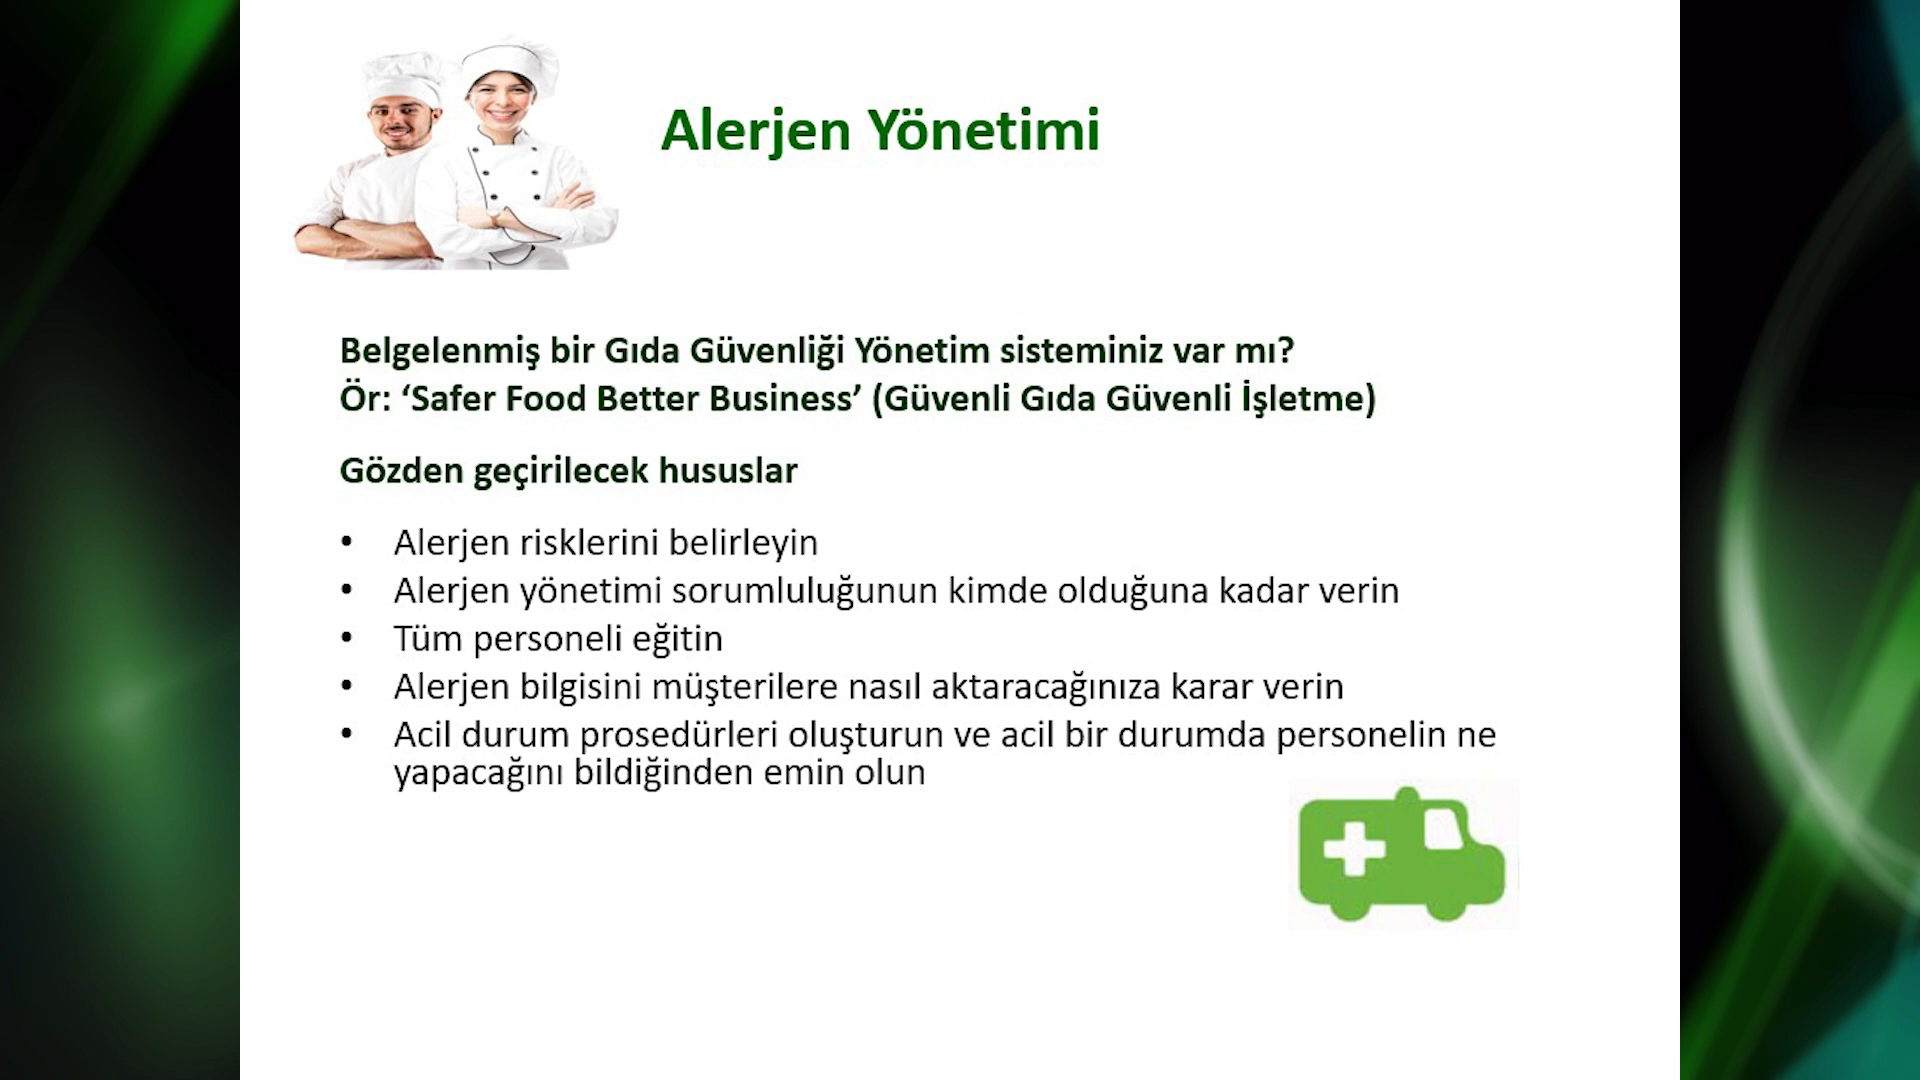 Alerjen Yönetimi
Belgelenmiş bir Gıda Güvenliği Yönetim sisteminiz var mı?
Ör: ‘Safer Food Better Business’ (Güvenli Gıda Güvenli İşletme)
Gözden geçirilecek hususlar
• Alerjen risklerini belirleyin
• Alerjen yönetimi sorumluluğunun kimde olduğuna kadar verin
• Tüm personeli eğitin
• Alerjen bilgisini müşterilere nasıl aktaracağınıza karar verin
• Acil durum prosedürleri oluşturun ve acil bir durumda personelin ne
yapacağını bildiğinden emin olun